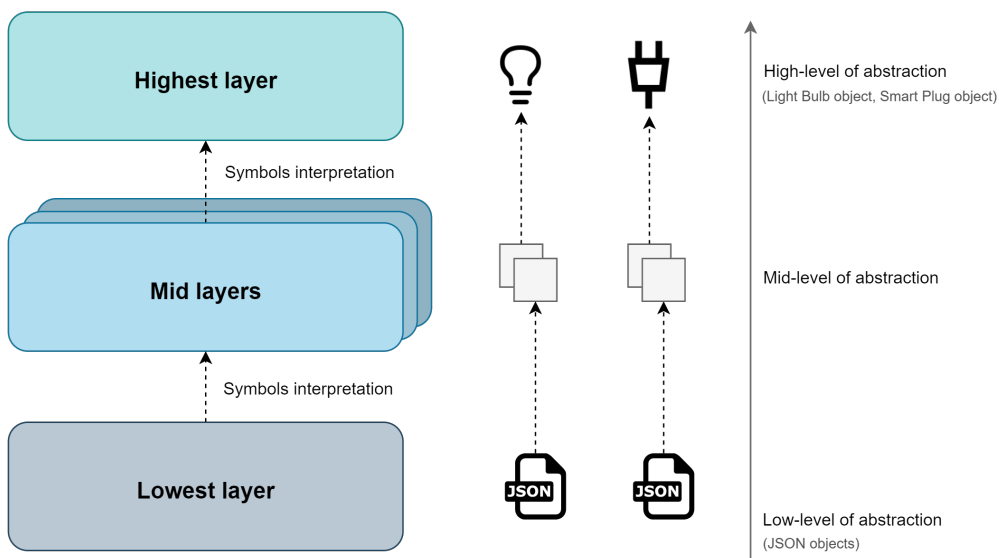 Highest layer
High-level of abstraction
(Light Bulb object, Smart Plug object)
Symbols interpretation
Mid layers
Mid-level of abstraction
Symbols interpretation
Lowest layer
JSON
JSON
Low-level of abstraction
(JSON objects)